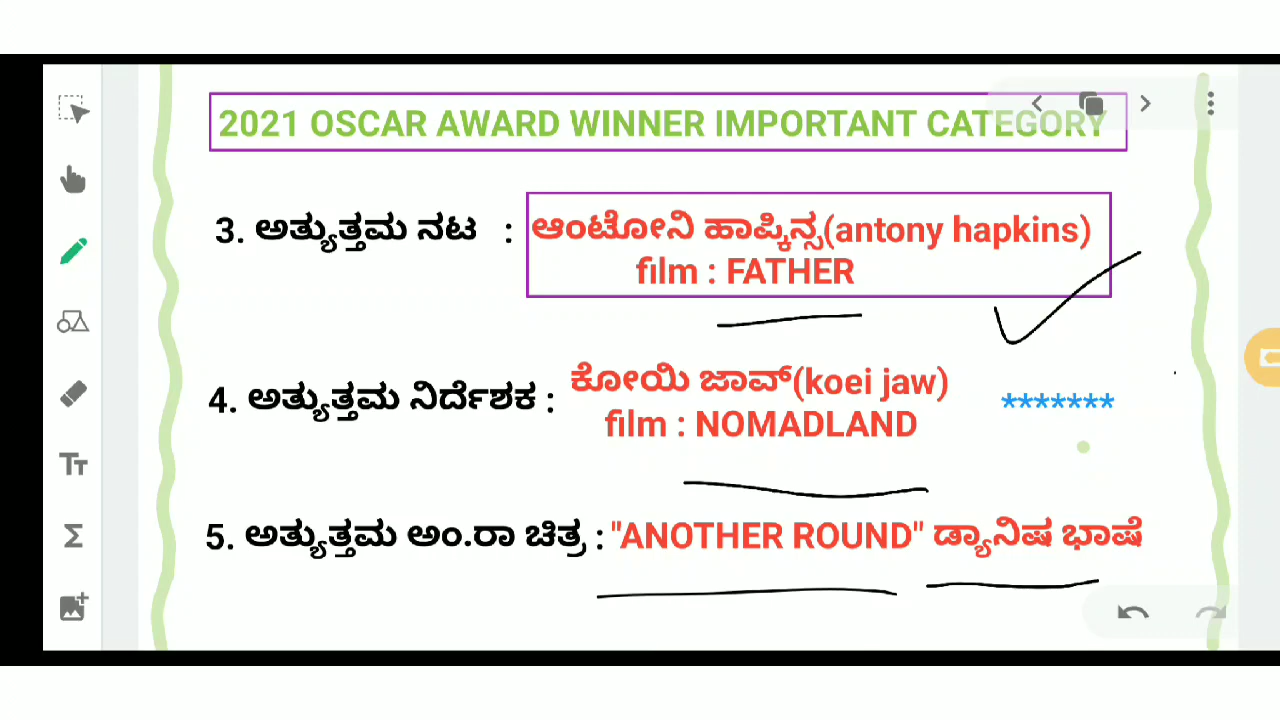 2021 OSCAR AWARD WINNER IMPORTANT CATEGORY
3. ಅತ್ಯುತ್ತಮ ನಟ : ಆಂಟೋನಿ ಹಾಪ್ಕಿನ್ಸ(antony hapkins)
film : FATHER
4. ಅತ್ಯುತ್ತಮ ನಿರ್ದೇಶಕ : ಕೋಯಿ ಜಾವ್(koei jaw) *******
film : NOMADLAND
5. ಅತ್ಯುತ್ತಮ ಅಂ.ರಾ ಚಿತ್ರ : "ANOTHER ROUND" ಡ್ಯಾನಿಷ ಭಾಷೆ